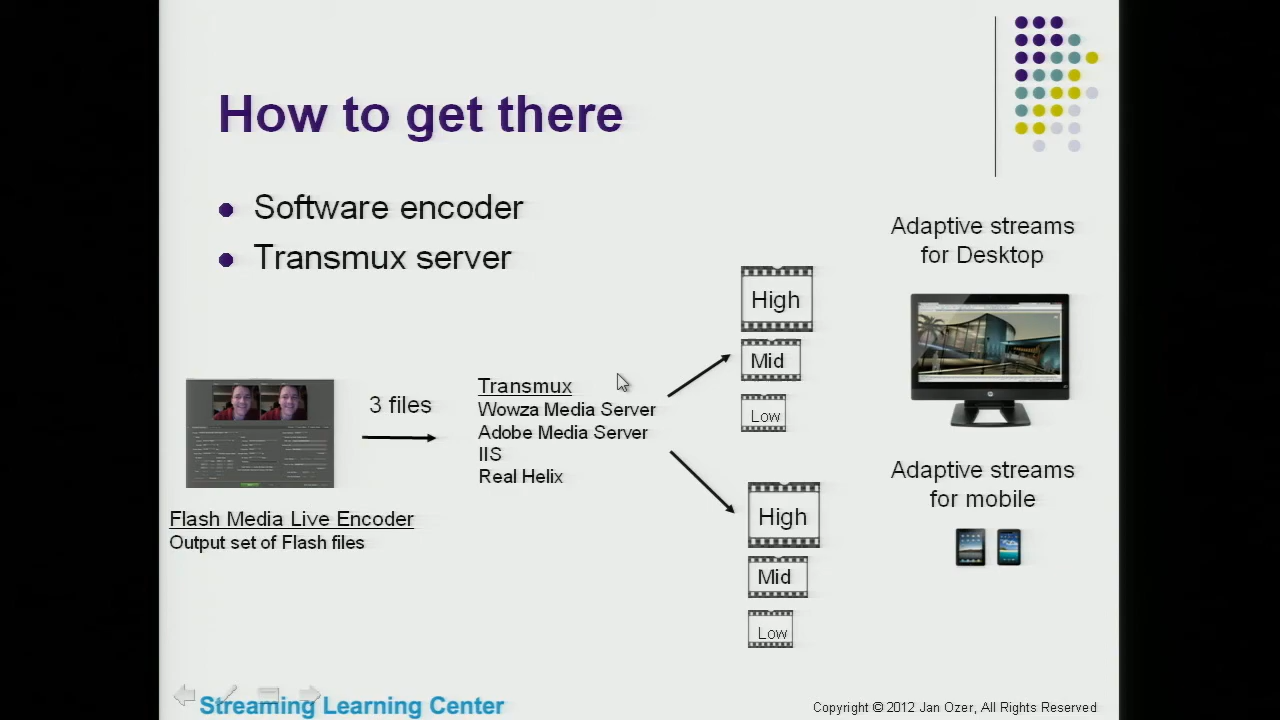 How to get there
Software encoder
Transmux server
Adaptive streams
for Desktop
High
Mid
Low
3 files
Transmux
Wowza Media Server
Adobe Media Server
IIS
Real Helix
Flash Media Live Encoder
Output set of Flash files
Adaptive streams
for mobile
High
Mid
Low
Streaming Learning Center
Copyright © 2012 Jan Ozer, All Rights Reserved